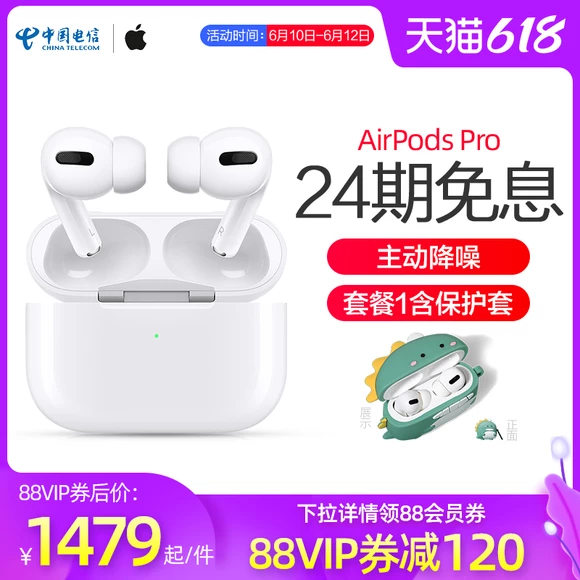 中国电信
CHINA TELECOM
活动时间：6月10日-6月12日
天猫618
AirPods Pro
24期免息
主动降噪
套餐1含保护套
L
R
展示
正面
88VIP券后价：
¥1479起/件
下拉详情领88会员券
88VIP券减120